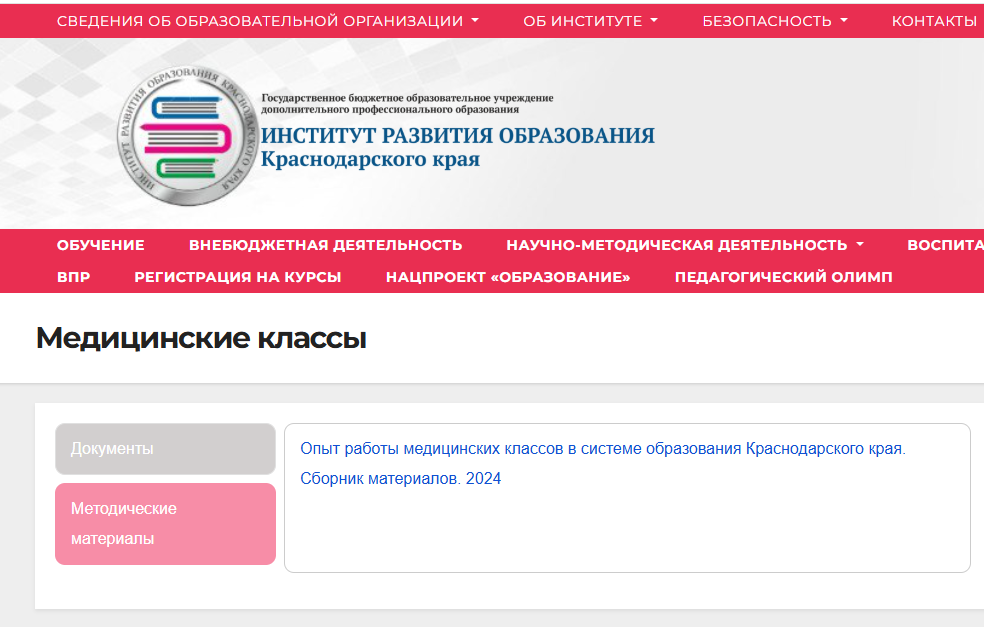 СВЕДЕНИЯ ОБ ОБРАЗОВАТЕЛЬНОЙ ОРГАНИЗАЦИИ ОБ ИНСТИТУТЕ БЕЗОПАСНОСТЬ КОНТАКТЫ
ИНСТИТУТ РАЗВИТИЯ ОБРАЗОВАНИЯ КРАСНОДАРСКОГО КРАЯ
Государственное бюджетное образовательное учреждение
дополнительного профессионального образования
ИНСТИТУТ РАЗВИТИЯ ОБРАЗОВАНИЯ
Краснодарского края
ОБУЧЕНИЕ ВНЕБЮДЖЕТНАЯ ДЕЯТЕЛЬНОСТЬ НАУЧНО-МЕТОДИЧЕСКАЯ ДЕЯТЕЛЬНОСТЬ ВОСПИТА
ВПР РЕГИСТРАЦИЯ НА КУРСЫ НАЦПРОЕКТ «ОБРАЗОВАНИЕ» ПЕДАГОГИЧЕСКИЙ ОЛИМП
Медицинские классы
Документы
Методические
материалы
Опыт работы медицинских классов в системе образования Краснодарского края.
Сборник материалов. 2024